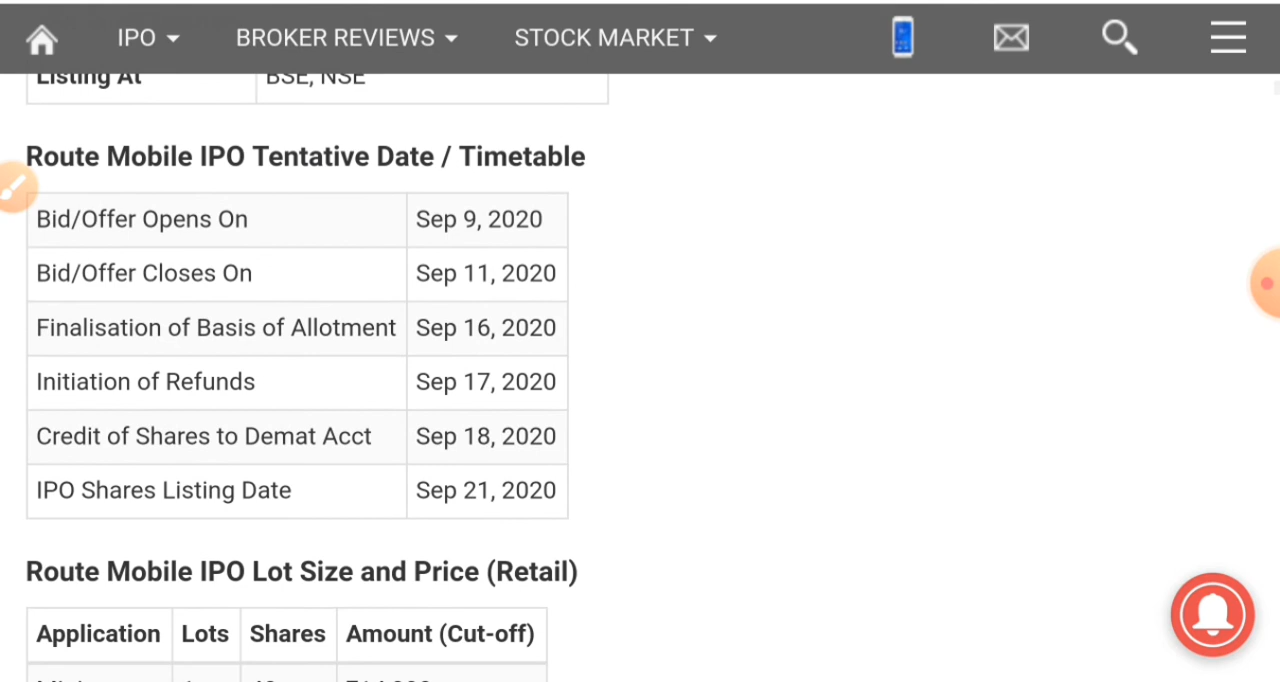 IPO BROKER REVIEWS STOCK MARKET
Listing At BSE, NSE
Route Mobile IPO Tentative Date / Timetable
Bid/Offer Opens On Sep 9, 2020
Bid/Offer Closes On Sep 11, 2020
Finalisation of Basis of Allotment Sep 16, 2020
Initiation of Refunds Sep 17, 2020
Credit of Shares to Demat Acct Sep 18, 2020
IPO Shares Listing Date Sep 21, 2020
Route Mobile IPO Lot Size and Price (Retail)
Application Lots Shares Amount (Cut-off)